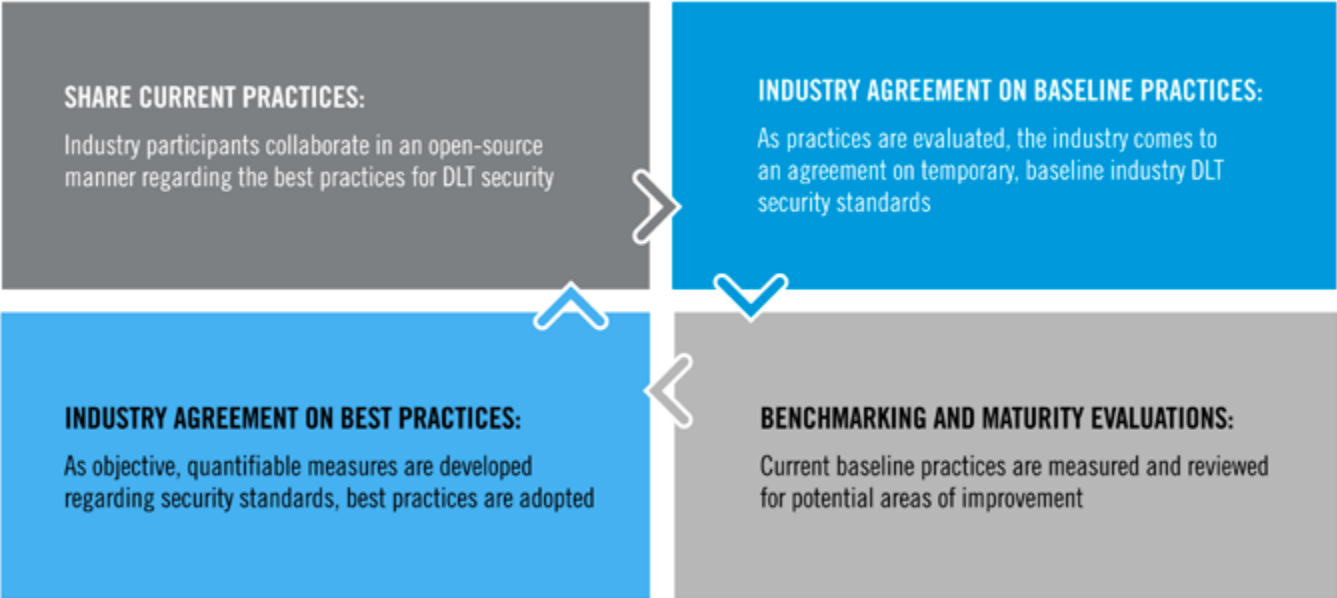 SHARE CURRENT PRACTICES:
Industry participants collaborate in an open-source
manner regarding the best practices for DLT security
INDUSTRY AGREEMENT ON BASELINE PRACTICES:
As practices are evaluated, the industry comes to
an agreement on temporary, baseline industry DLT
security standards
INDUSTRY AGREEMENT ON BEST PRACTICES:
As objective, quantifiable measures are developed
regarding security standards, best practices are adopted
BENCHMARKING AND MATURITY EVALUATIONS:
Current baseline practices are measured and reviewed
for potential areas of improvement